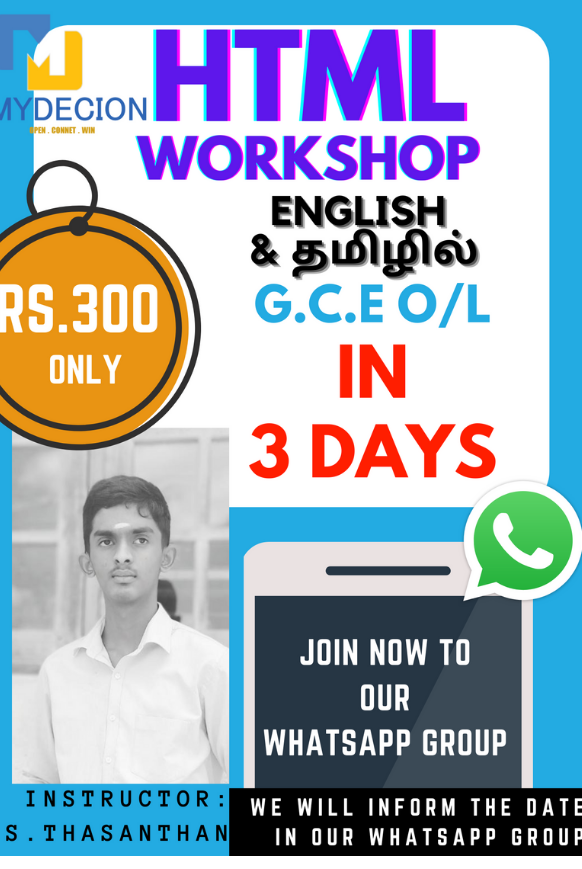 MYDECION
OPEN . CONNET . WIN
HTML
WORKSHOP
ENGLISH
& தமிழில்
G.C.E O/L
IN
3 DAYS
RS.300
ONLY
JOIN NOW TO
OUR
WHATSAPP GROUP
INSTRUCTOR:
S.THASANTHAN
WE WILL INFORM THE DATE
IN OUR WHATSAPP GROUP